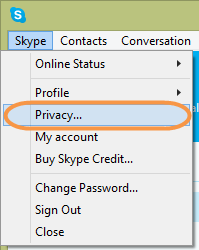 Skype Contacts Conversation
Online Status
Profile
Privacy...
My account
Buy Skype Credit...
Change Password...
Sign Out
Close